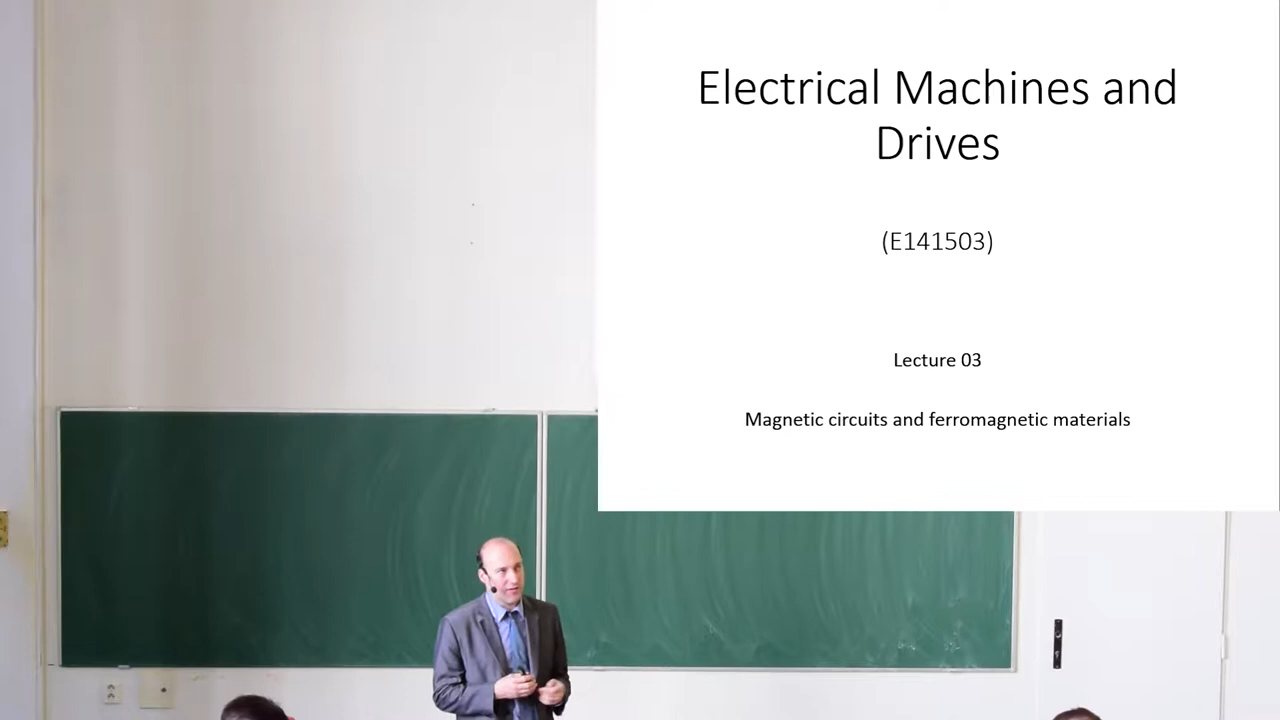 Electrical Machines and
Drives
(E141503)
Lecture 03
Magnetic circuits and ferromagnetic materials